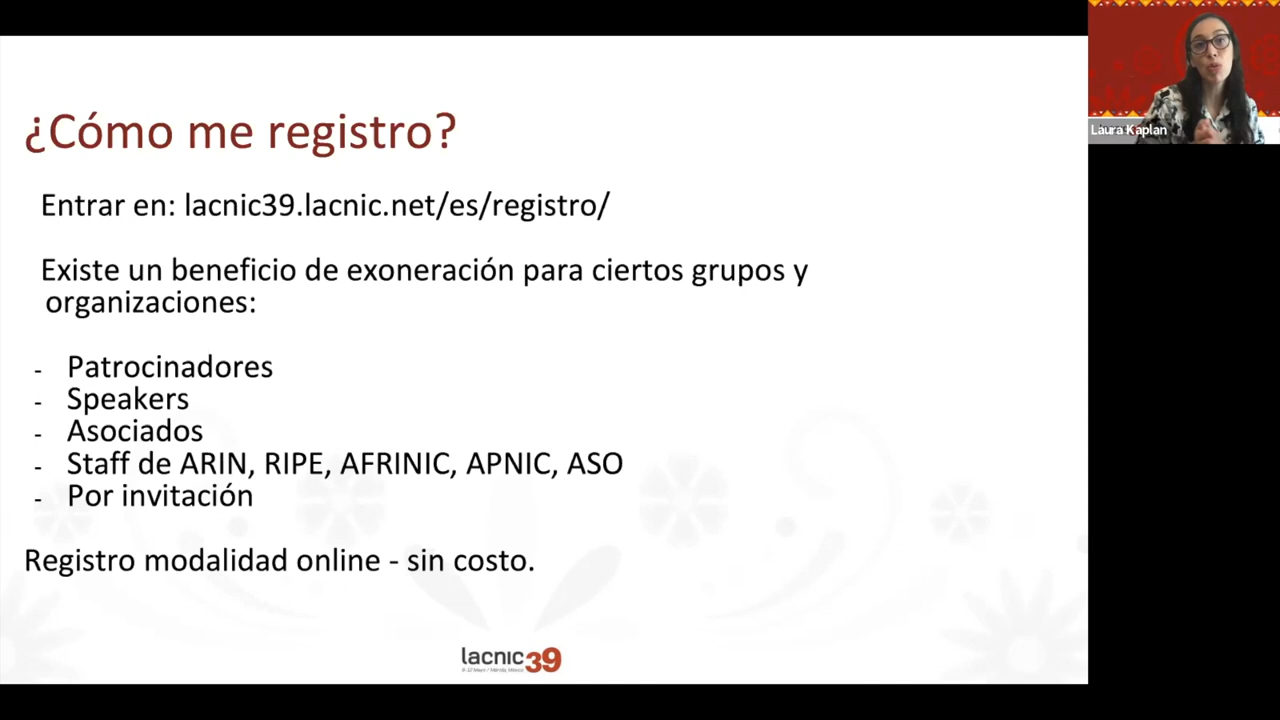 ¿Cómo me registro?
Entrar en: lacnic39.lacnic.net/es/registro/
Existe un beneficio de exoneración para ciertos grupos y
organizaciones:
- Patrocinadores
- Speakers
- Asociados
- Staff de ARIN, RIPE, AFRINIC, APNIC, ASO
- Por invitación
Registro modalidad online - sin costo.
lacnic39
Laura Kaplan